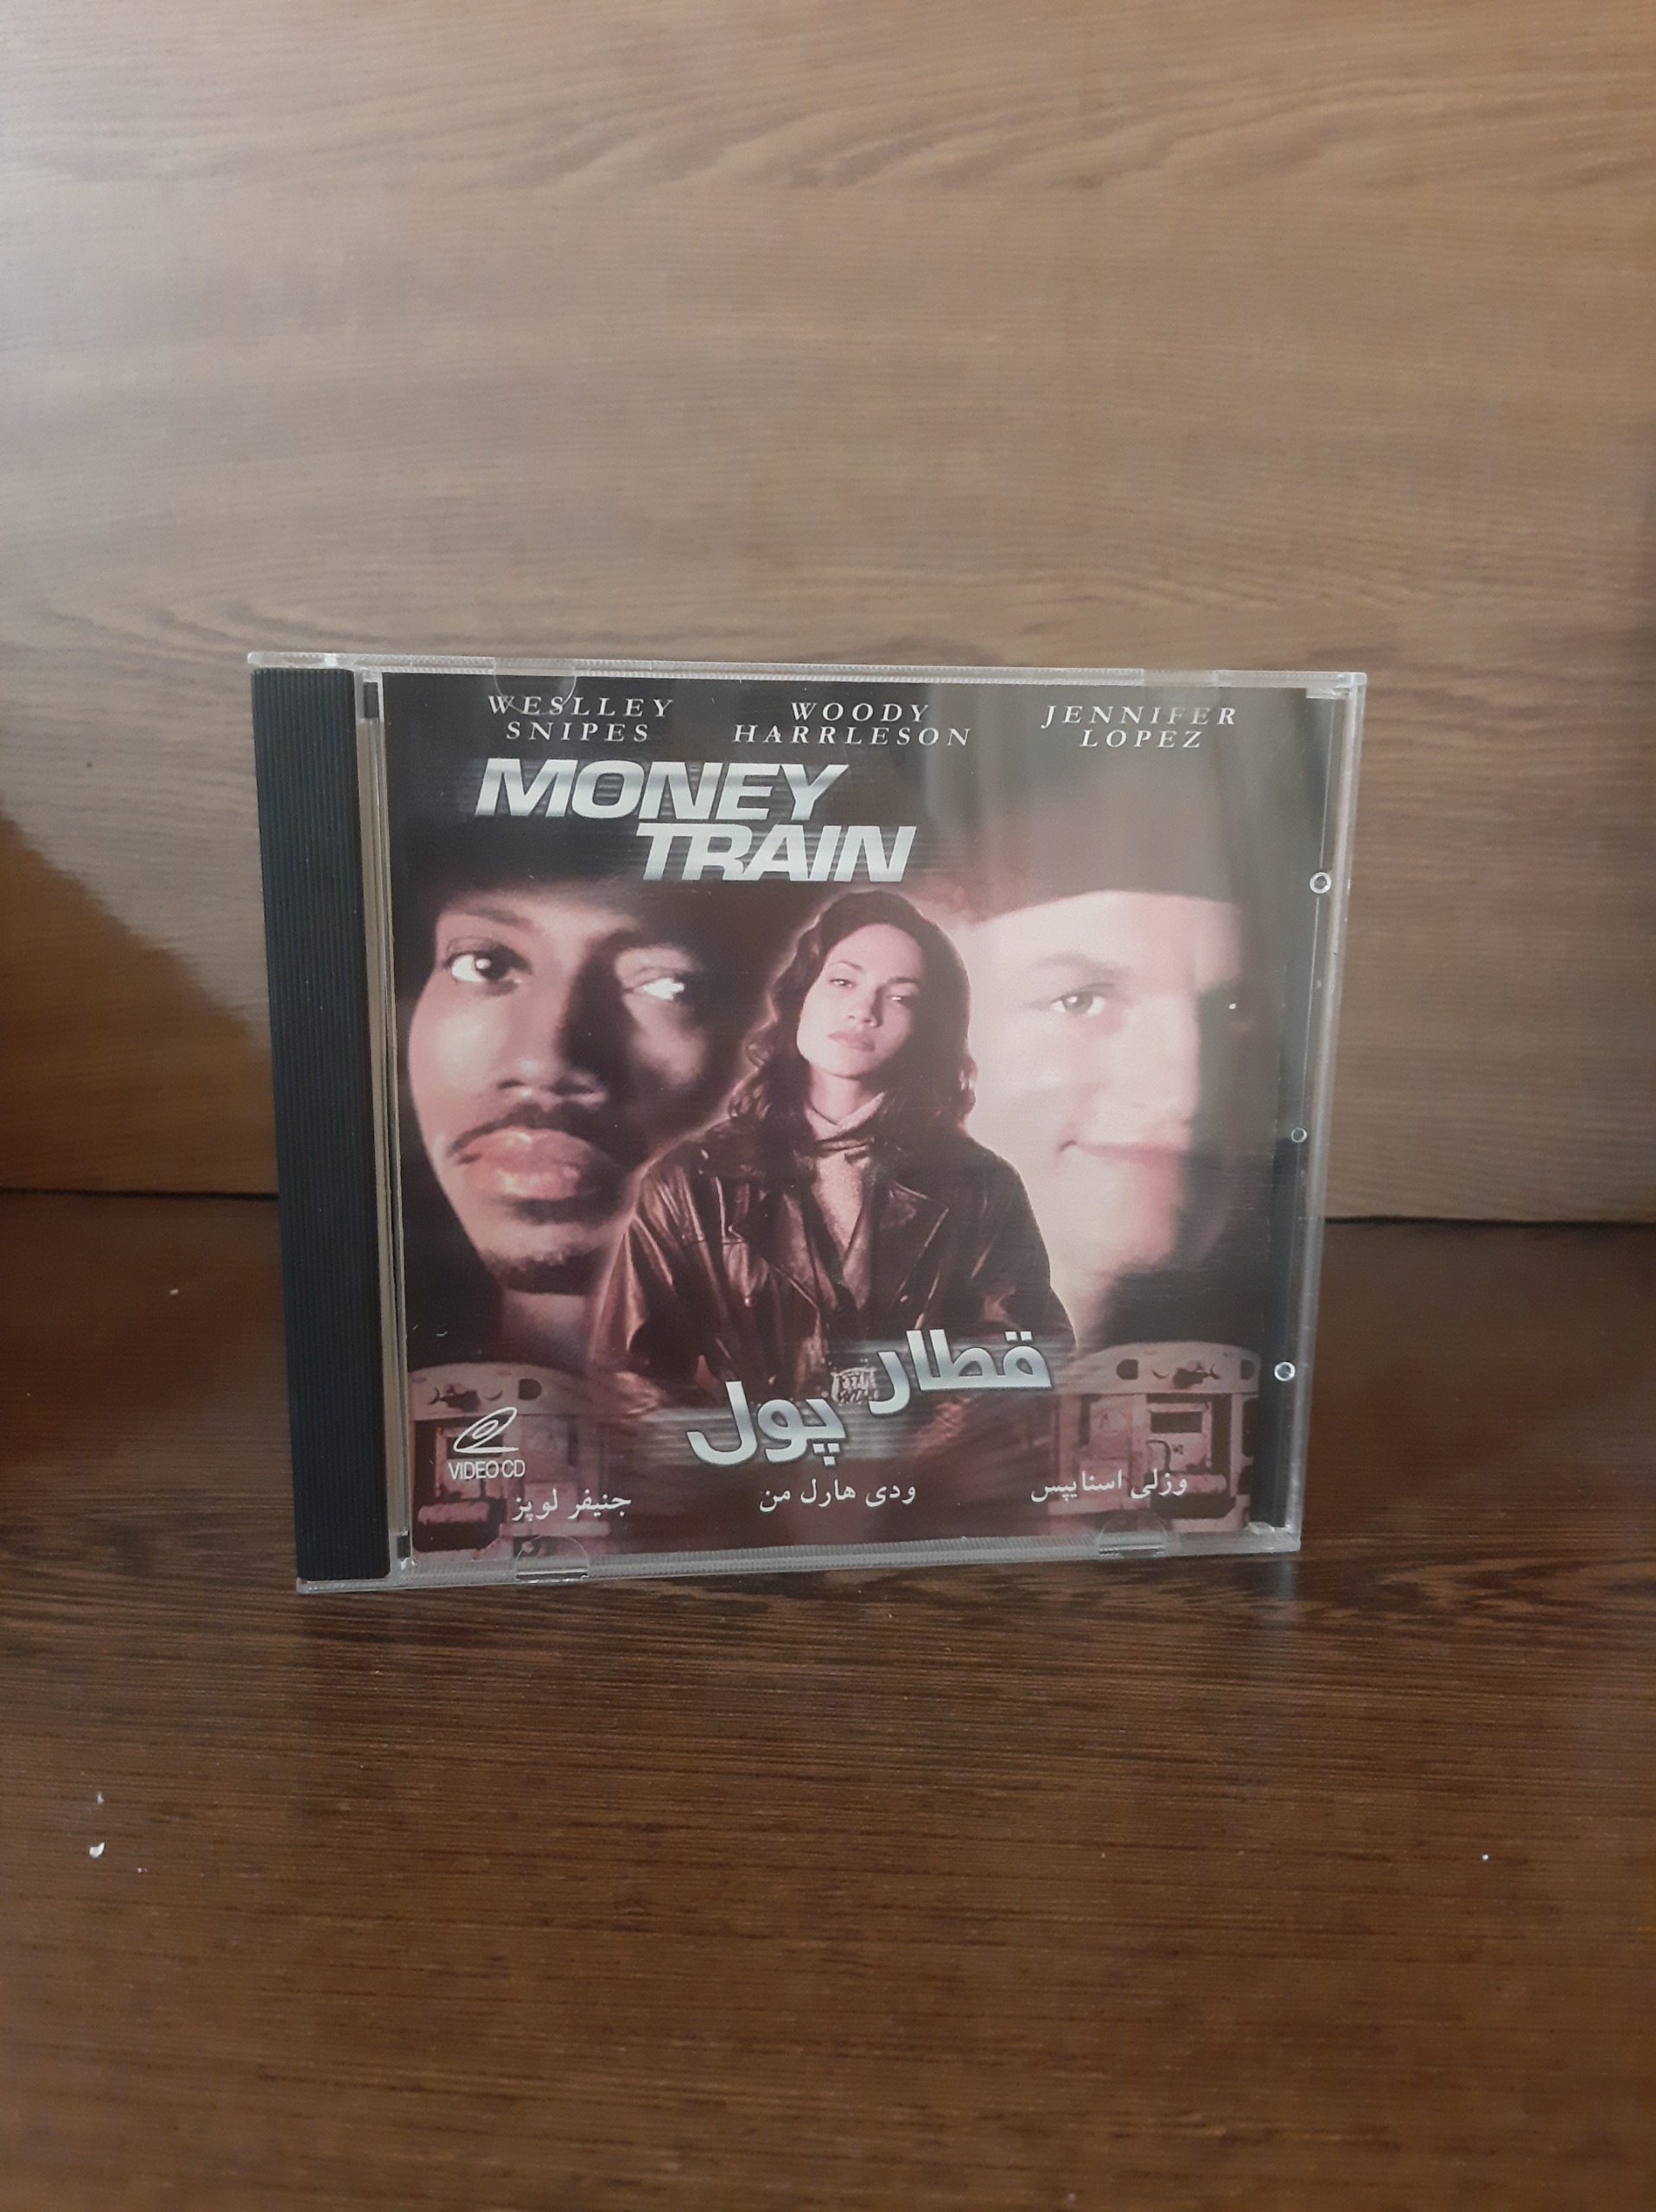 WESLLEY
SNIPES
WOODY
HARRLESON
JENNIFER
LOPEZ
MONEY
TRAIN
قطار
پول
VIDEO CD
وزلی اسنایپس
ودی هارل من
جنیفر لوپز